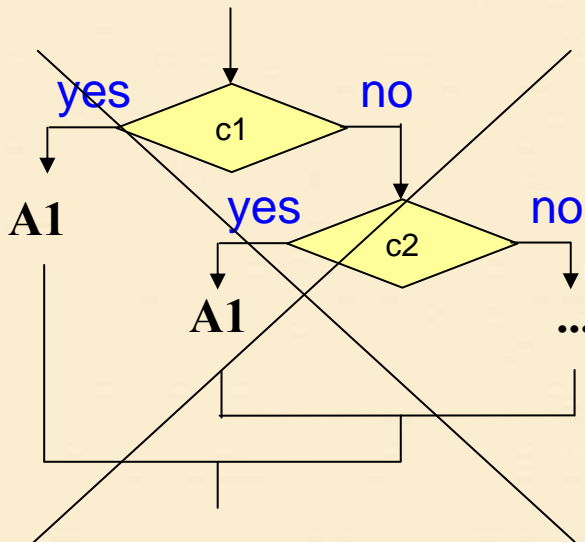 yes
no
c1
A1
yes
no
c2
A1
...